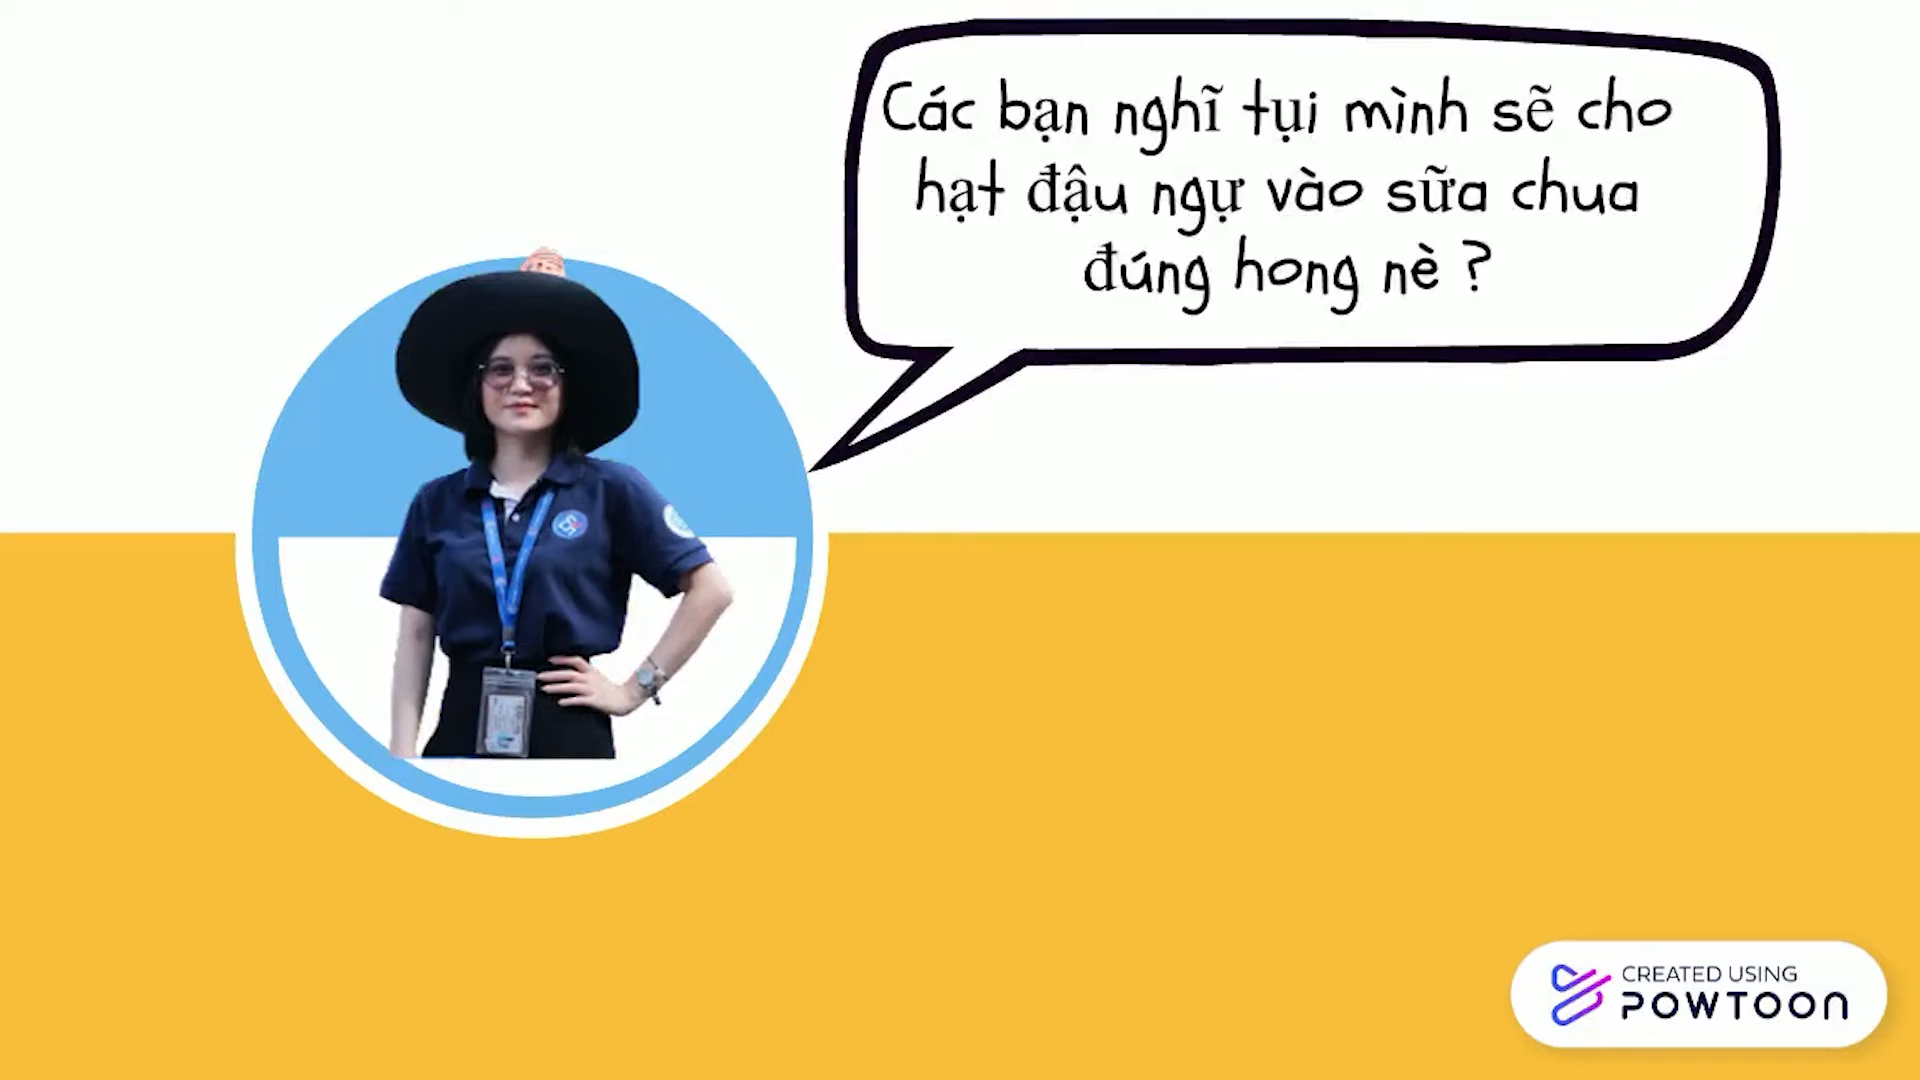 Các bạn nghĩ tụi mình sẽ cho
hạt đậu ngự vào sữa chua
đúng hong nè ?
CREATED USING
POWTOON